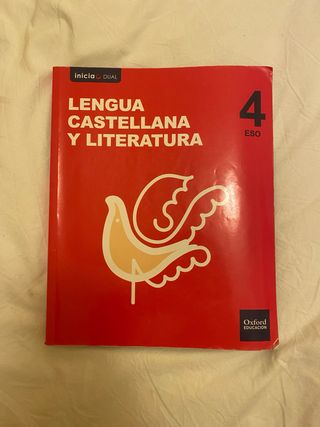 inicia DUAL
LENGUA
CASTELLANA
Y LITERATURA
4
ESO
Oxford
EDUCACIÓN